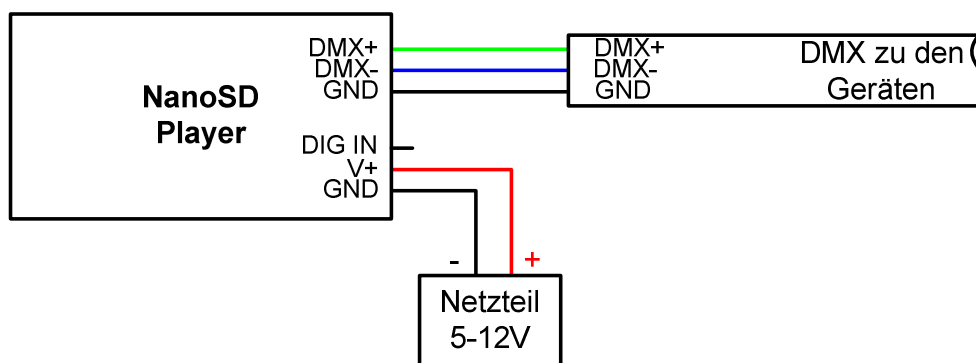 NanoSD
Player
DMX+
DMX-
GND
DIG IN
V+
GND
DMX+
DMX-
GND
DMX zu den
Geräten
- +
Netzteil
5-12V